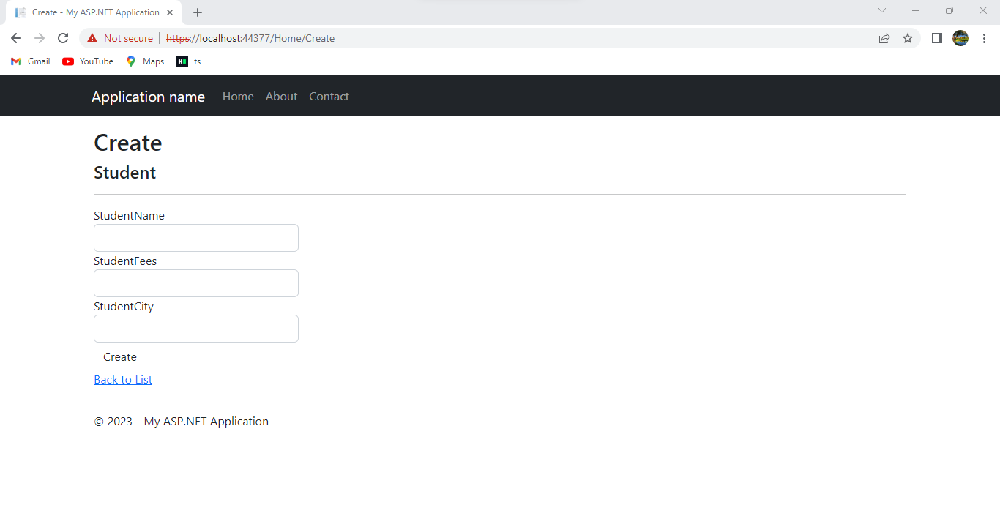 Create - My ASP.NET Application
Not secure https://localhost:44377/Home/Create
Gmail YouTube Maps ts
Application name Home About Contact
Create
Student
StudentName
StudentFees
StudentCity
Create
Back to List
© 2023 - My ASP.NET Application